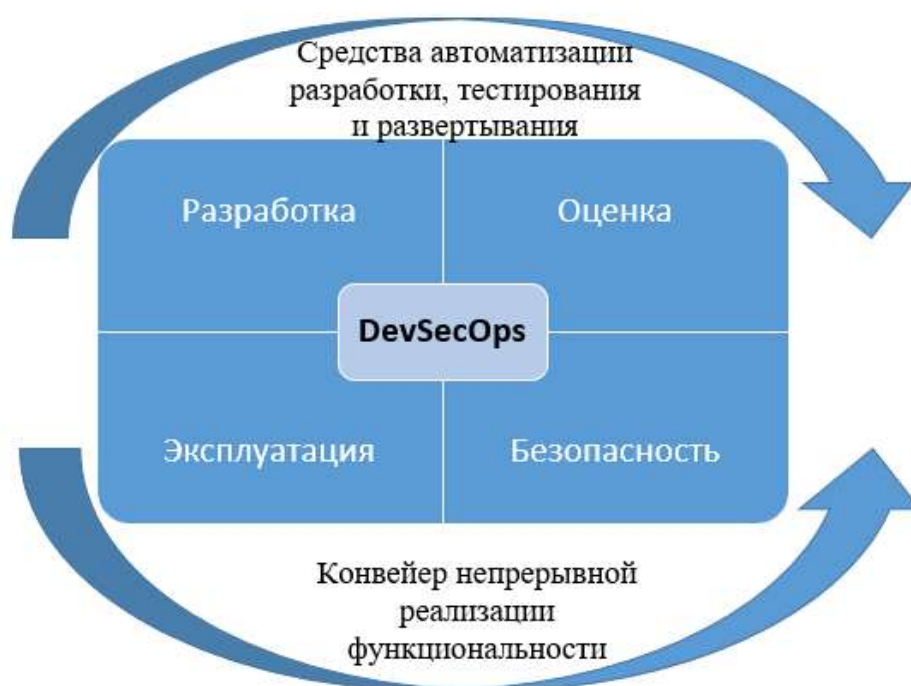 Средства автоматизации
разработки, тестирования
и развертывания
Разработка
Оценка
DevSecOps
Эксплуатация
Безопасность
Конвейер непрерывной
реализации
функциональности